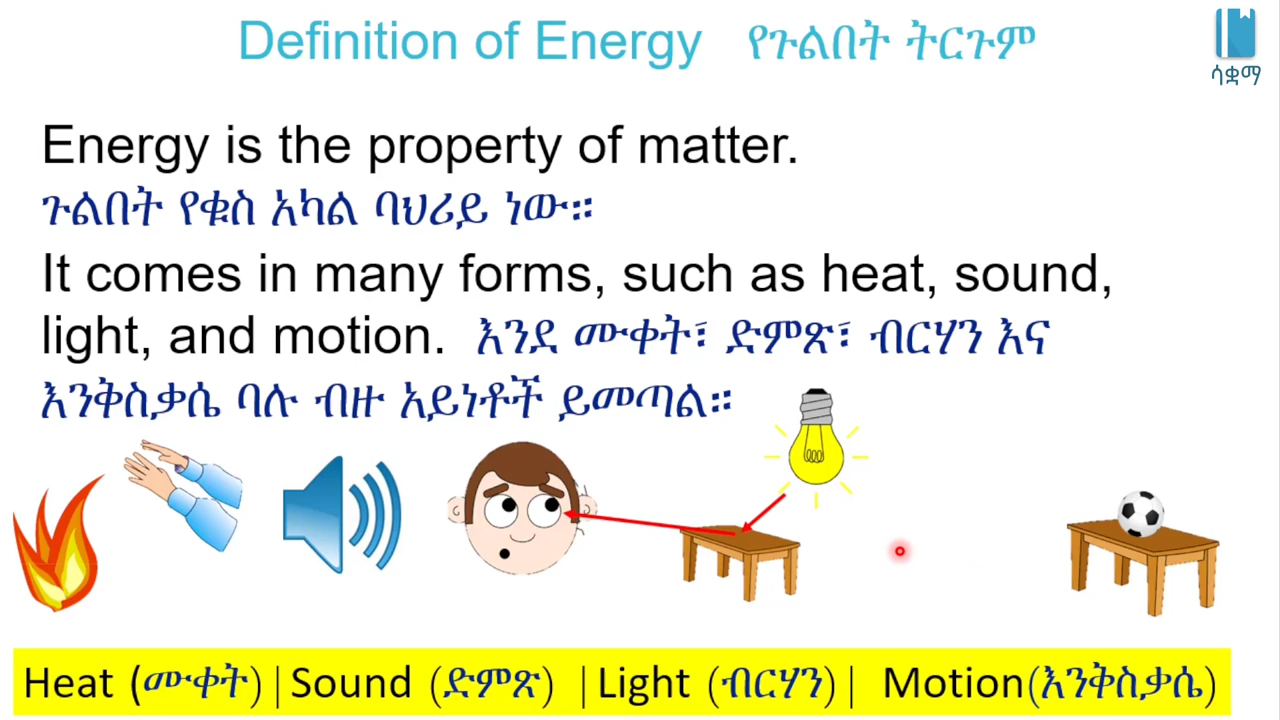 Definition of Energy የጉልበት ትርጉም
ሳቋማ
Energy is the property of matter.
ጉልበት የቁስ አካል ባህሪይ ነው።
It comes in many forms, such as heat, sound,
light, and motion. እንደ ሙቀት፣ ድምጽ፣ ብርሃን እና
እንቅስቃሴ ባሉ ብዙ አይነቶች ይመጣል።
Heat (ሙቀት) | Sound (ድምጽ) | Light (ብርሃን) | Motion(እንቅስቃሴ)